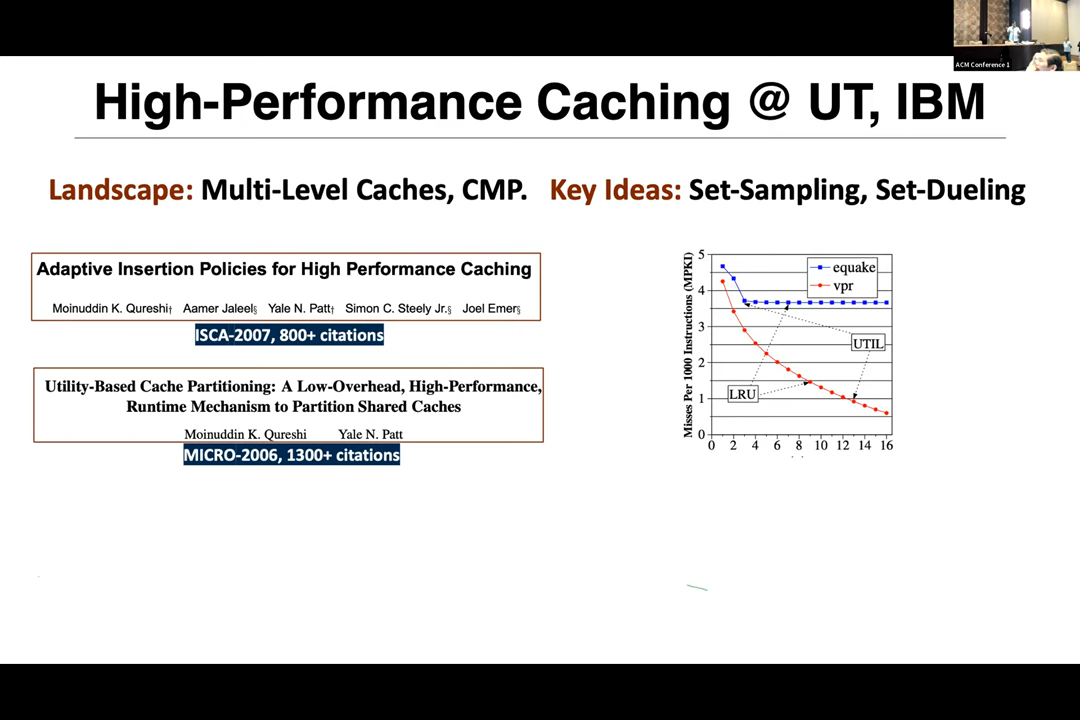 ACM Conference 1
High-Performance Caching @ UT, IBM
Landscape: Multi-Level Caches, CMP. Key Ideas: Set-Sampling, Set-Dueling
Adaptive Insertion Policies for High Performance Caching
Moinuddin K. Qureshi† Aamer Jaleel§ Yale N. Patt† Simon C. Steely Jr.§ Joel Emer§
ISCA-2007, 800+ citations
Utility-Based Cache Partitioning: A Low-Overhead, High-Performance,
Runtime Mechanism to Partition Shared Caches
Moinuddin K. Qureshi Yale N. Patt
MICRO-2006, 1300+ citations
Misses Per 1000 Instructions (MPKI)
5
4
3
2
1
0
equake
vpr
UTIL
LRU
0 2 4 6 8 10 12 14 16